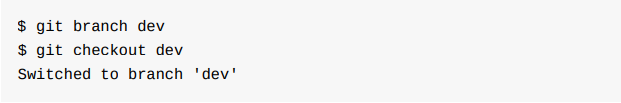 $ git branch dev
$ git checkout dev
Switched to branch 'dev'